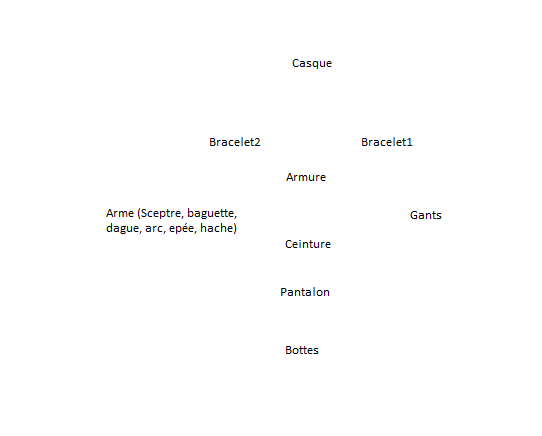 Casque
Bracelet2
Bracelet1
Armure
Arme (Sceptre, baguette,
dague, arc, epée, hache)
Gants
Ceinture
Pantalon
Bottes